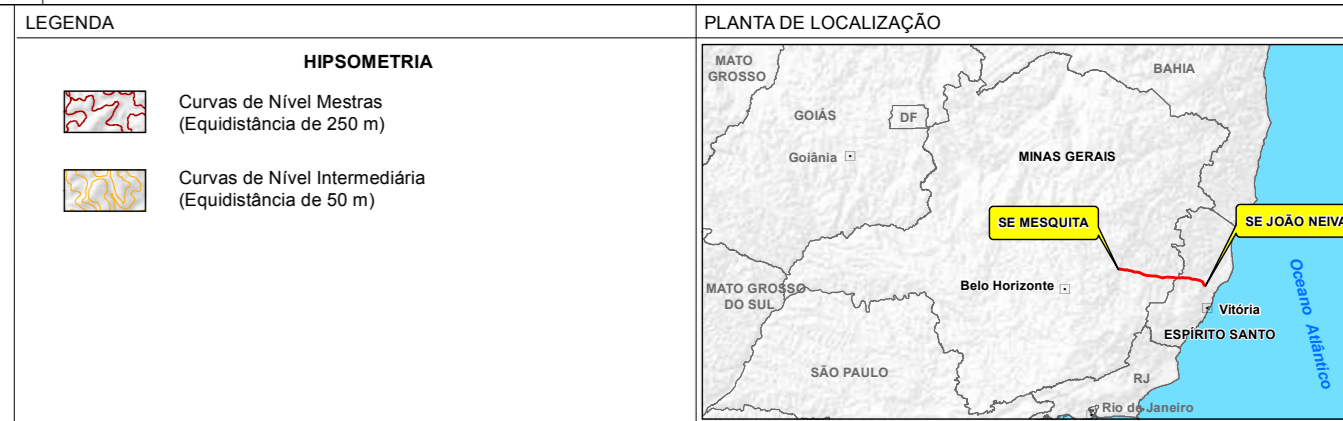 LEGENDA
HIPSOMETRIA
Curvas de Nível Mestras
(Equidistância de 250 m)
Curvas de Nível Intermediária
(Equidistância de 50 m)
PLANTA DE LOCALIZAÇÃO
MATO
GROSSO
BAHIA
GOIÁS
DF
Goiânia
MINAS GERAIS
SE MESQUITA
SE JOÃO NEIVA
MATO GROSSO
DO SUL
Belo Horizonte
Vitória
ESPÍRITO SANTO
Oceano Atlântico
SÃO PAULO
RJ
Rio de Janeiro